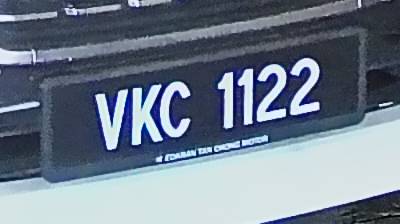 VKC 1122
EDARAN TAN CHONG MOTOR